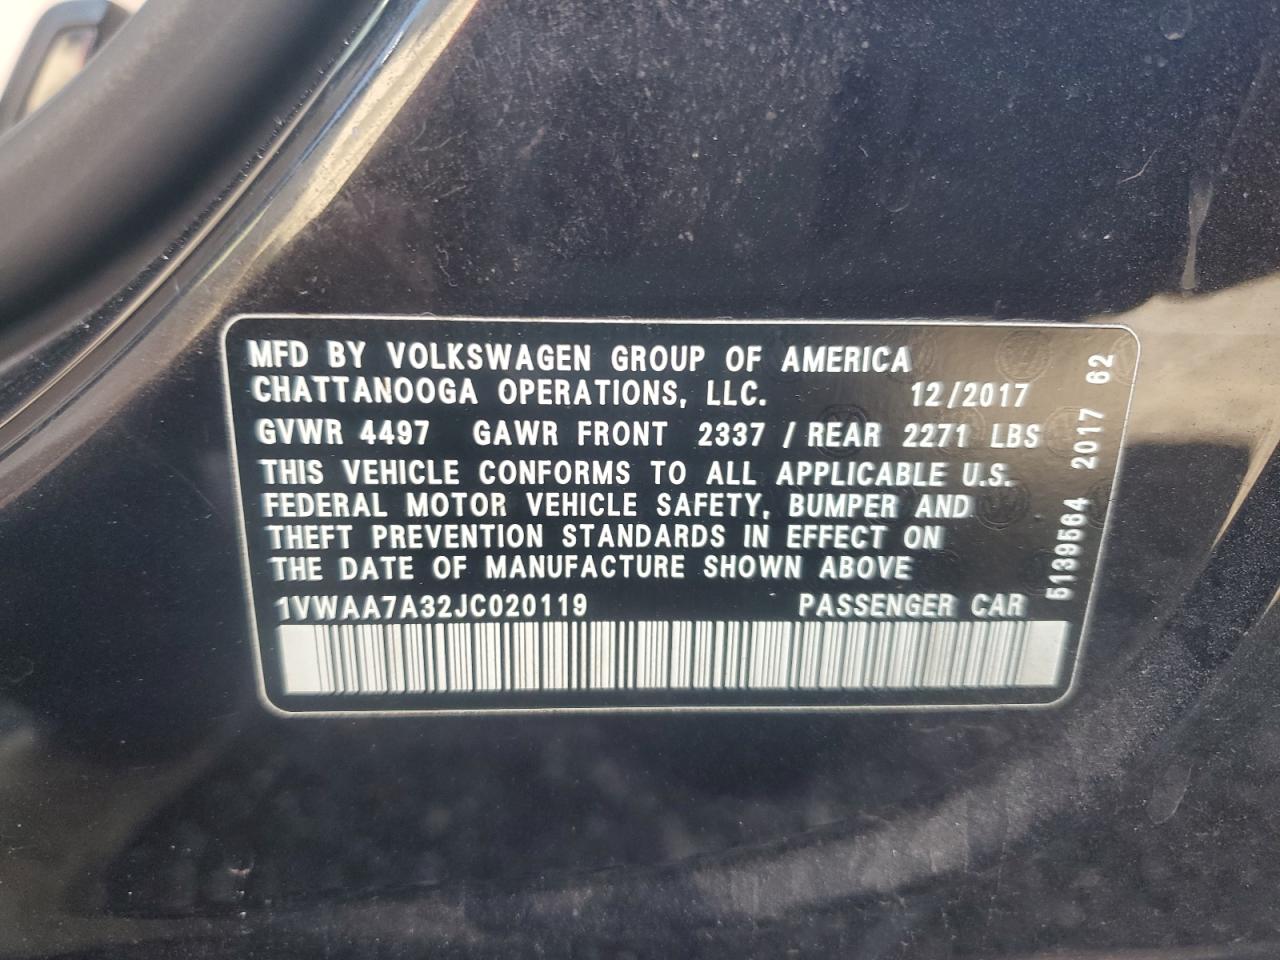 MFD BY VOLKSWAGEN GROUP OF AMERICA
CHATTANOOGA OPERATIONS, LLC. 12/2017
GVWR 4497 GAWR FRONT 2337 / REAR 2271 LBS
THIS VEHICLE CONFORMS TO ALL APPLICABLE U.S.
FEDERAL MOTOR VEHICLE SAFETY, BUMPER AND
THEFT PREVENTION STANDARDS IN EFFECT ON
THE DATE OF MANUFACTURE SHOWN ABOVE
1VWAA7A32JC020119 PASSENGER CAR
5139564 2017 62